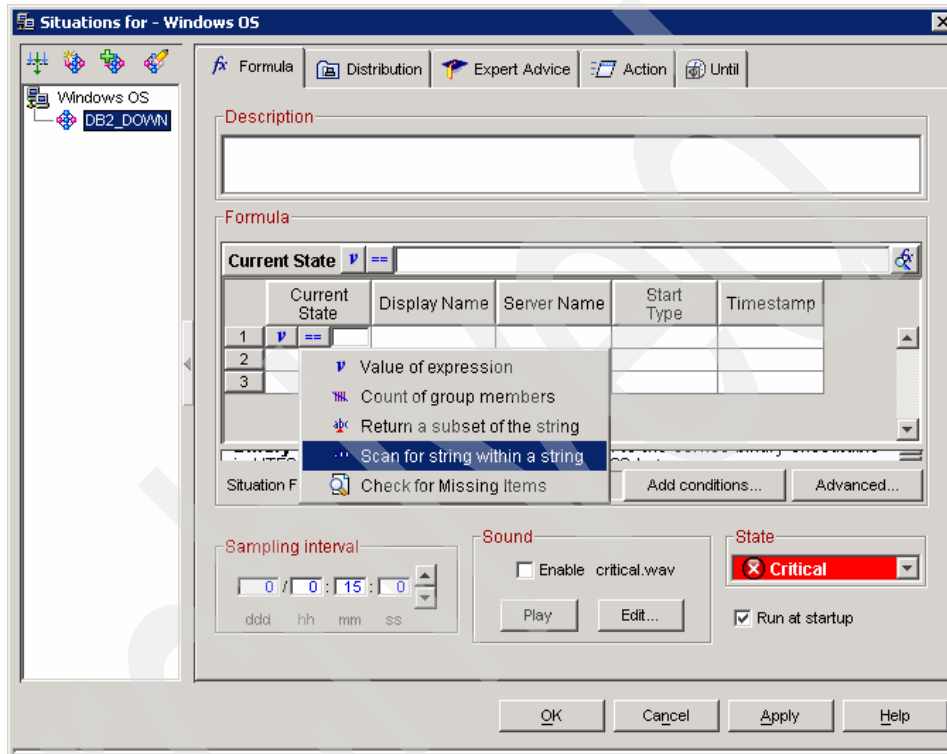 Situations for - Windows OS
Formula Distribution Expert Advice Action Until
Windows OS
DB2_DOWN
Description
Formula
Current State v ==
Current State Display Name Server Name Start Type Timestamp
1 v ==
2
3
v Value of expression
Count of group members
abc Return a subset of the string
Scan for string within a string
Check for Missing Items
Situation F
Add conditions... Advanced...
Sampling interval
0 / 0 : 15 : 0
ddd hh mm ss
Sound
Enable critical.wav
Play Edit...
State
Critical
Run at startup
OK Cancel Apply Help